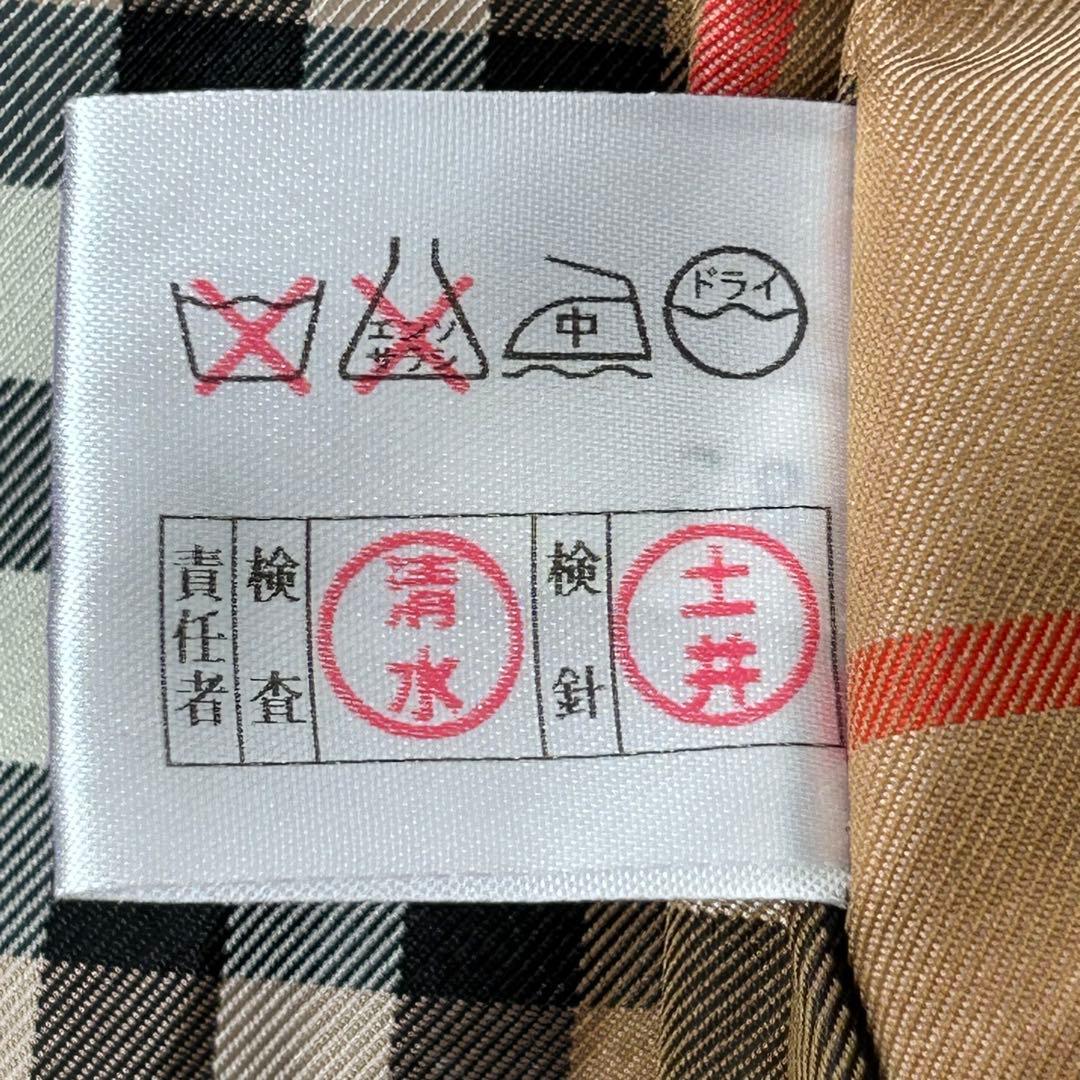 エンソ
サラシ
中
ドライ
責任者
検査
清水
検針
土井